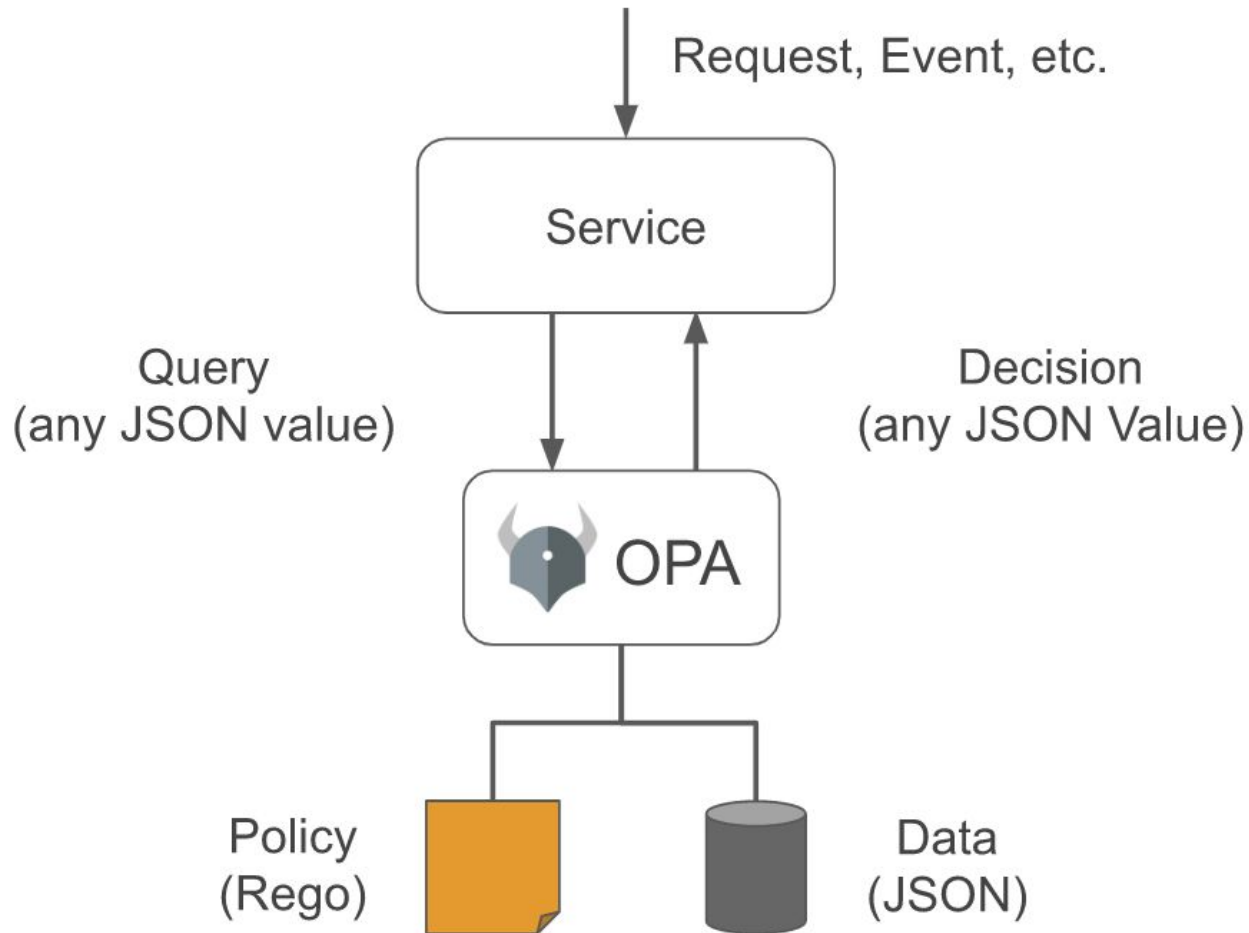 Request, Event, etc.
Service
Query
(any JSON value)
Decision
(any JSON Value)
OPA
Policy
(Rego)
Data
(JSON)